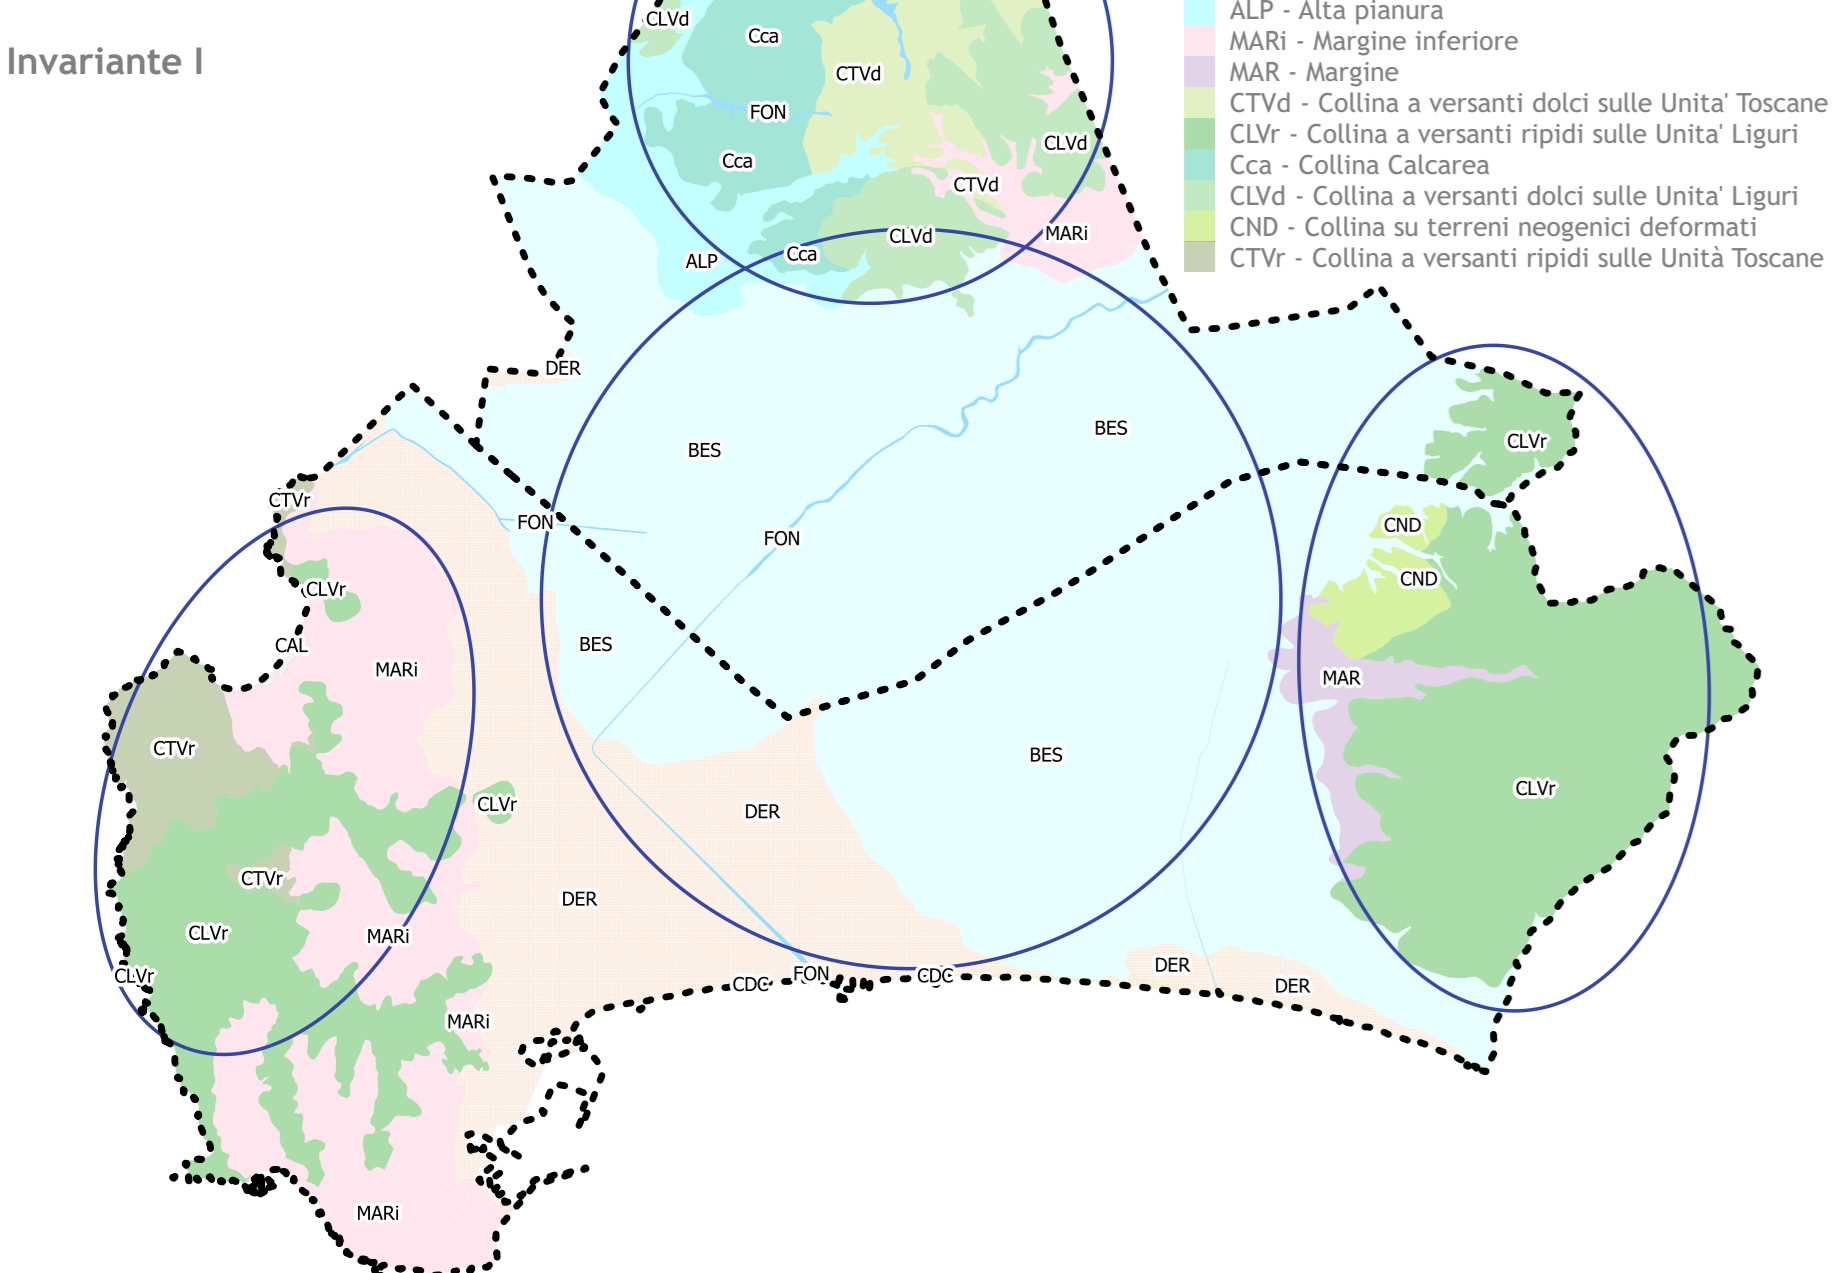 Invariante I
ALP - Alta pianura
MARi - Margine inferiore
MAR - Margine
CTVd - Collina a versanti dolci sulle Unita' Toscane
CLVr - Collina a versanti ripidi sulle Unita' Liguri
Cca - Collina Calcarea
CLVd - Collina a versanti dolci sulle Unita' Liguri
CND - Collina su terreni neogenici deformati
CTVr - Collina a versanti ripidi sulle Unità Toscane
CLVd
Cca
CTVd
FON
CLVd
Cca
CTVd
MARi
CLVd
Cca
ALP
DER
BES
BES
CLVr
CTVr
FON
FON
CND
CND
CLVr
CAL
BES
MARi
MAR
CTVr
BES
CLVr
CLVr
DER
CTVr
DER
CLVr
MARi
CLVr
CDC
FON
CDC
DER
DER
MARi
MARi